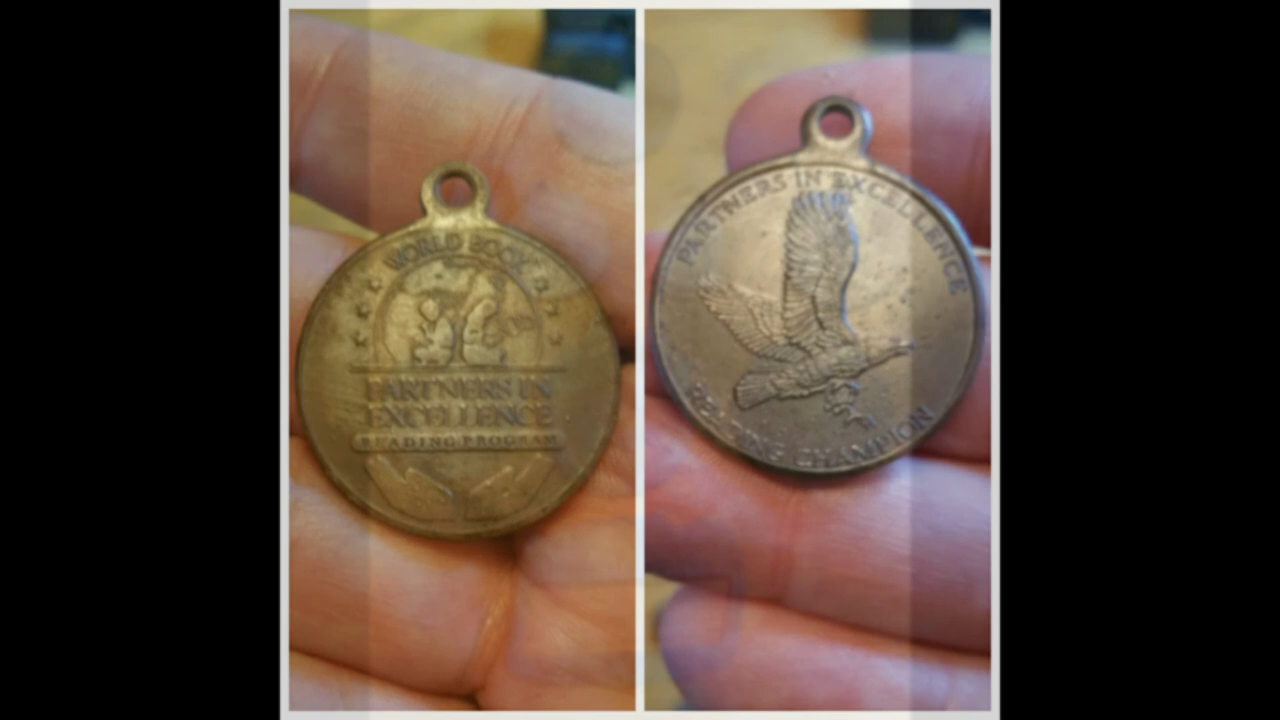 WORLD BOOK
PARTNERS IN
EXCELLENCE
READING PROGRAM
PARTNERS IN EXCELLENCE
READING CHAMPION